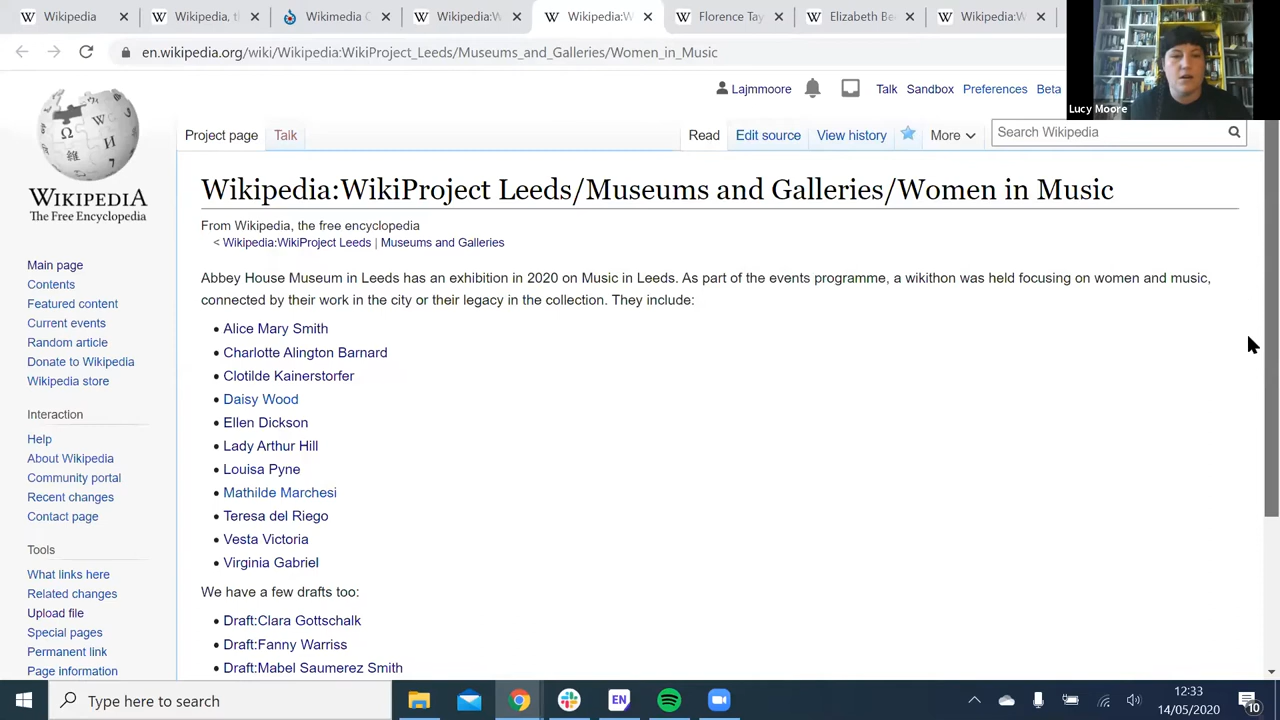 Wikipedia
Wikipedia, th
Wikimedia C
Wikipedia:W
Wikipedia:W
Florence Tay
Elizabeth Be
Wikipedia:W
en.wikipedia.org/wiki/Wikipedia:WikiProject_Leeds/Museums_and_Galleries/Women_in_Music
Lucy Moore
Lajmmoore
Talk
Sandbox
Preferences
Beta
Project page
Talk
Read
Edit source
View history
More
Search Wikipedia
WIKIPEDIA
The Free Encyclopedia
Wikipedia:WikiProject Leeds/Museums and Galleries/Women in Music
From Wikipedia, the free encyclopedia
< Wikipedia:WikiProject Leeds | Museums and Galleries
Abbey House Museum in Leeds has an exhibition in 2020 on Music in Leeds. As part of the events programme, a wikithon was held focusing on women and music,
connected by their work in the city or their legacy in the collection. They include:
• Alice Mary Smith
• Charlotte Alington Barnard
• Clotilde Kainerstorfer
• Daisy Wood
• Ellen Dickson
• Lady Arthur Hill
• Louisa Pyne
• Mathilde Marchesi
• Teresa del Riego
• Vesta Victoria
• Virginia Gabriel
We have a few drafts too:
• Draft:Clara Gottschalk
• Draft:Fanny Warriss
• Draft:Mabel Saumerez Smith
Main page
Contents
Featured content
Current events
Random article
Donate to Wikipedia
Wikipedia store
Interaction
Help
About Wikipedia
Community portal
Recent changes
Contact page
Tools
What links here
Related changes
Upload file
Special pages
Permanent link
Page information
Type here to search
EN
12:33
14/05/2020
10